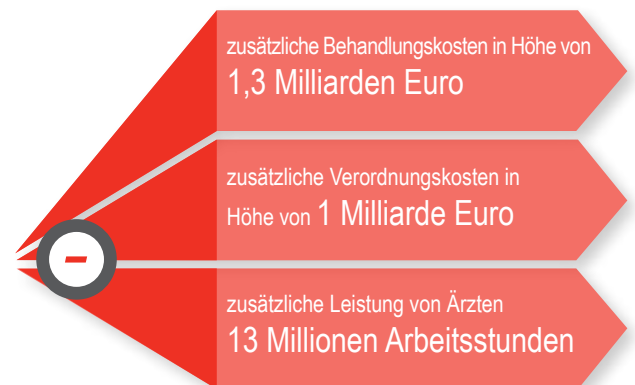 zusätzliche Behandlungskosten in Höhe von
1,3 Milliarden Euro
zusätzliche Verordnungskosten in
Höhe von 1 Milliarde Euro
-
zusätzliche Leistung von Ärzten
13 Millionen Arbeitsstunden